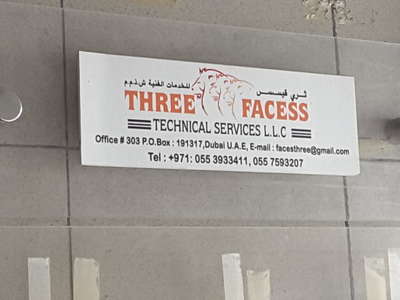 ثري فيسس للخدمات الفنية ش.ذ.م.م
THREE FACESS
TECHNICAL SERVICES L.L.C
Office # 303 P.O.Box : 191317,Dubai U.A.E, E-mail : facesthree@gmail.com
Tel : +971: 055 3933411, 055 7593207